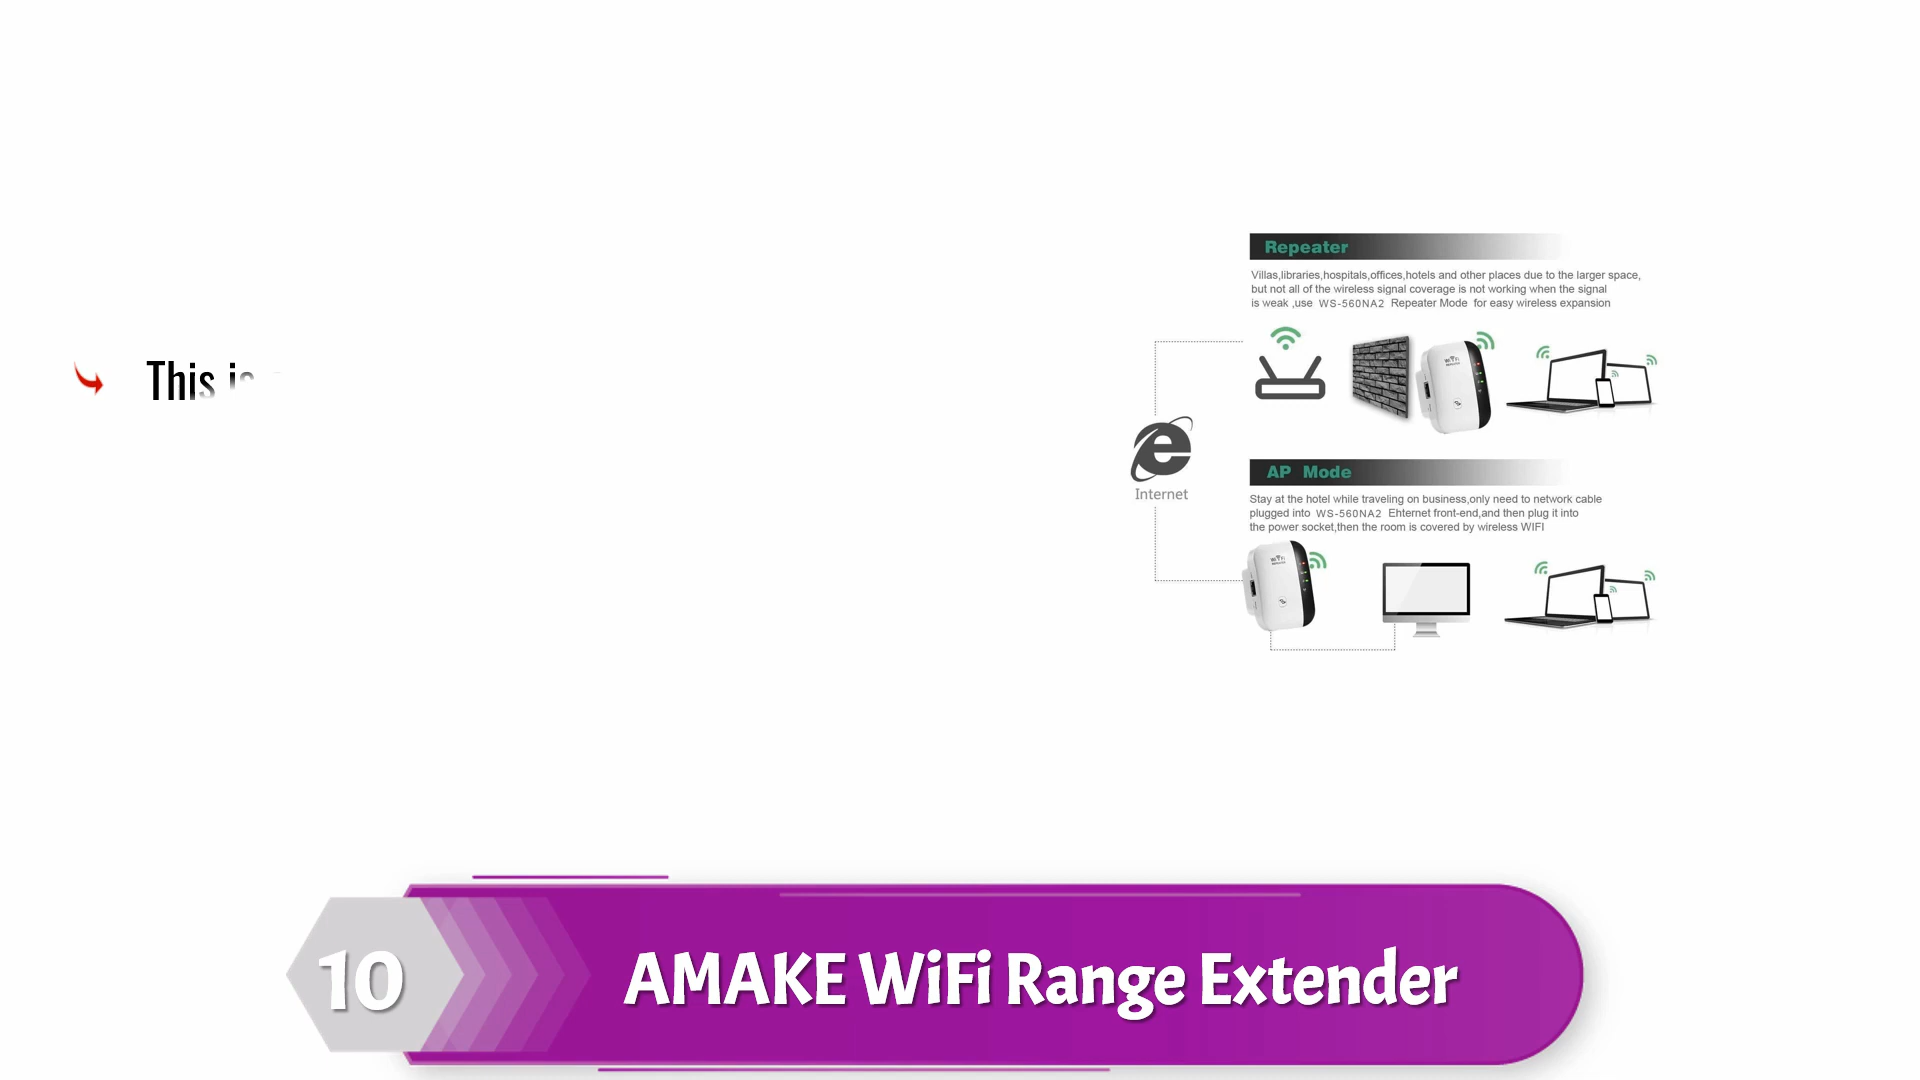 This is
Repeater
Villas,libraries,hospitals,offices,hotels and other places due to the larger space,
but not all of the wireless signal coverage is not working when the signal
is weak ,use WS-560NA2 Repeater Mode for easy wireless expansion
WiFi
Internet
AP Mode
Stay at the hotel while traveling on business,only need to network cable
plugged into WS-560NA2 Ehternet front-end,and then plug it into
the power socket,then the room is covered by wireless WIFI
WiFi
10
AMAKE WiFi Range Extender